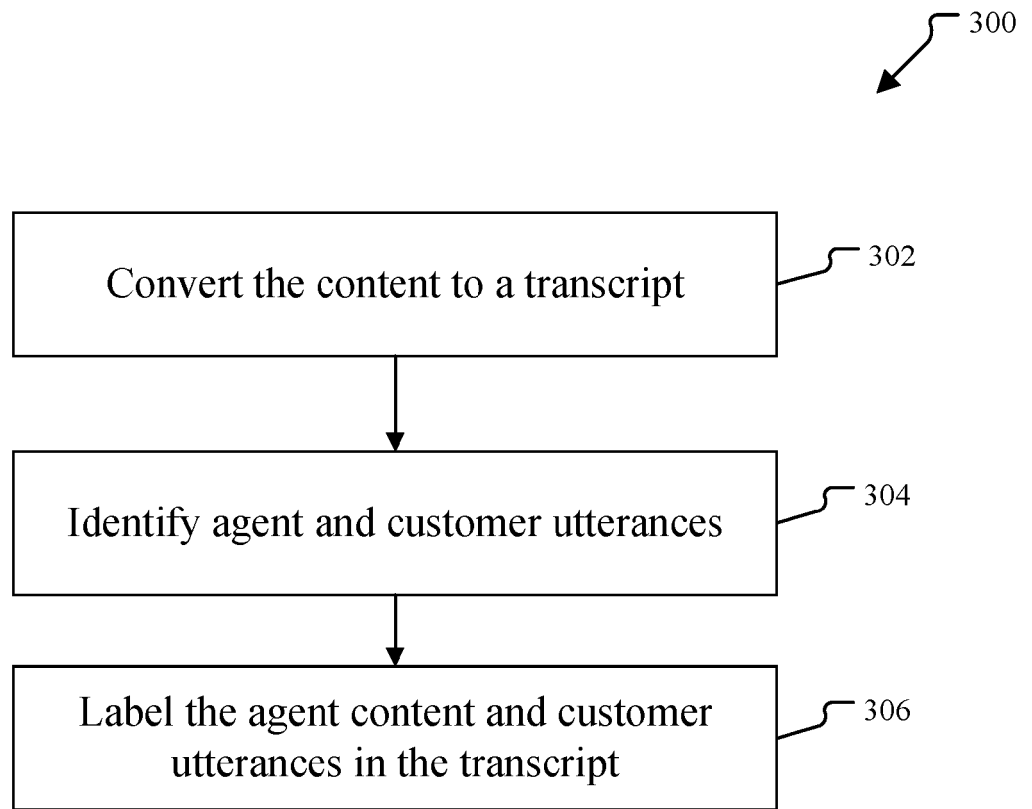 300
Convert the content to a transcript
302
Identify agent and customer utterances
304
Label the agent content and customer
utterances in the transcript
306